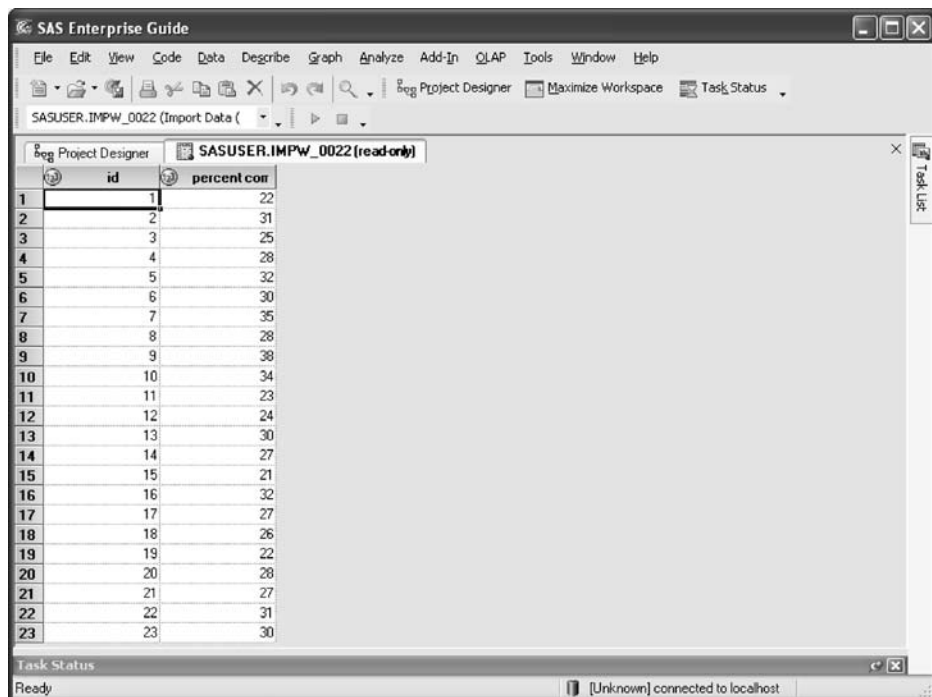 SAS Enterprise Guide
File Edit View Code Data Describe Graph Analyze Add-In OLAP Tools Window Help
Project Designer Maximize Workspace Task Status
SASUSER.IMPW_0022 (Import Data (
Project Designer SASUSER.IMPW_0022 (read-only)
Task List
id percent corr
1 1 22
2 2 31
3 3 25
4 4 28
5 5 32
6 6 30
7 7 35
8 8 28
9 9 38
10 10 34
11 11 23
12 12 24
13 13 30
14 14 27
15 15 21
16 16 32
17 17 27
18 18 26
19 19 22
20 20 28
21 21 27
22 22 31
23 23 30
Task Status
Ready [Unknown] connected to localhost